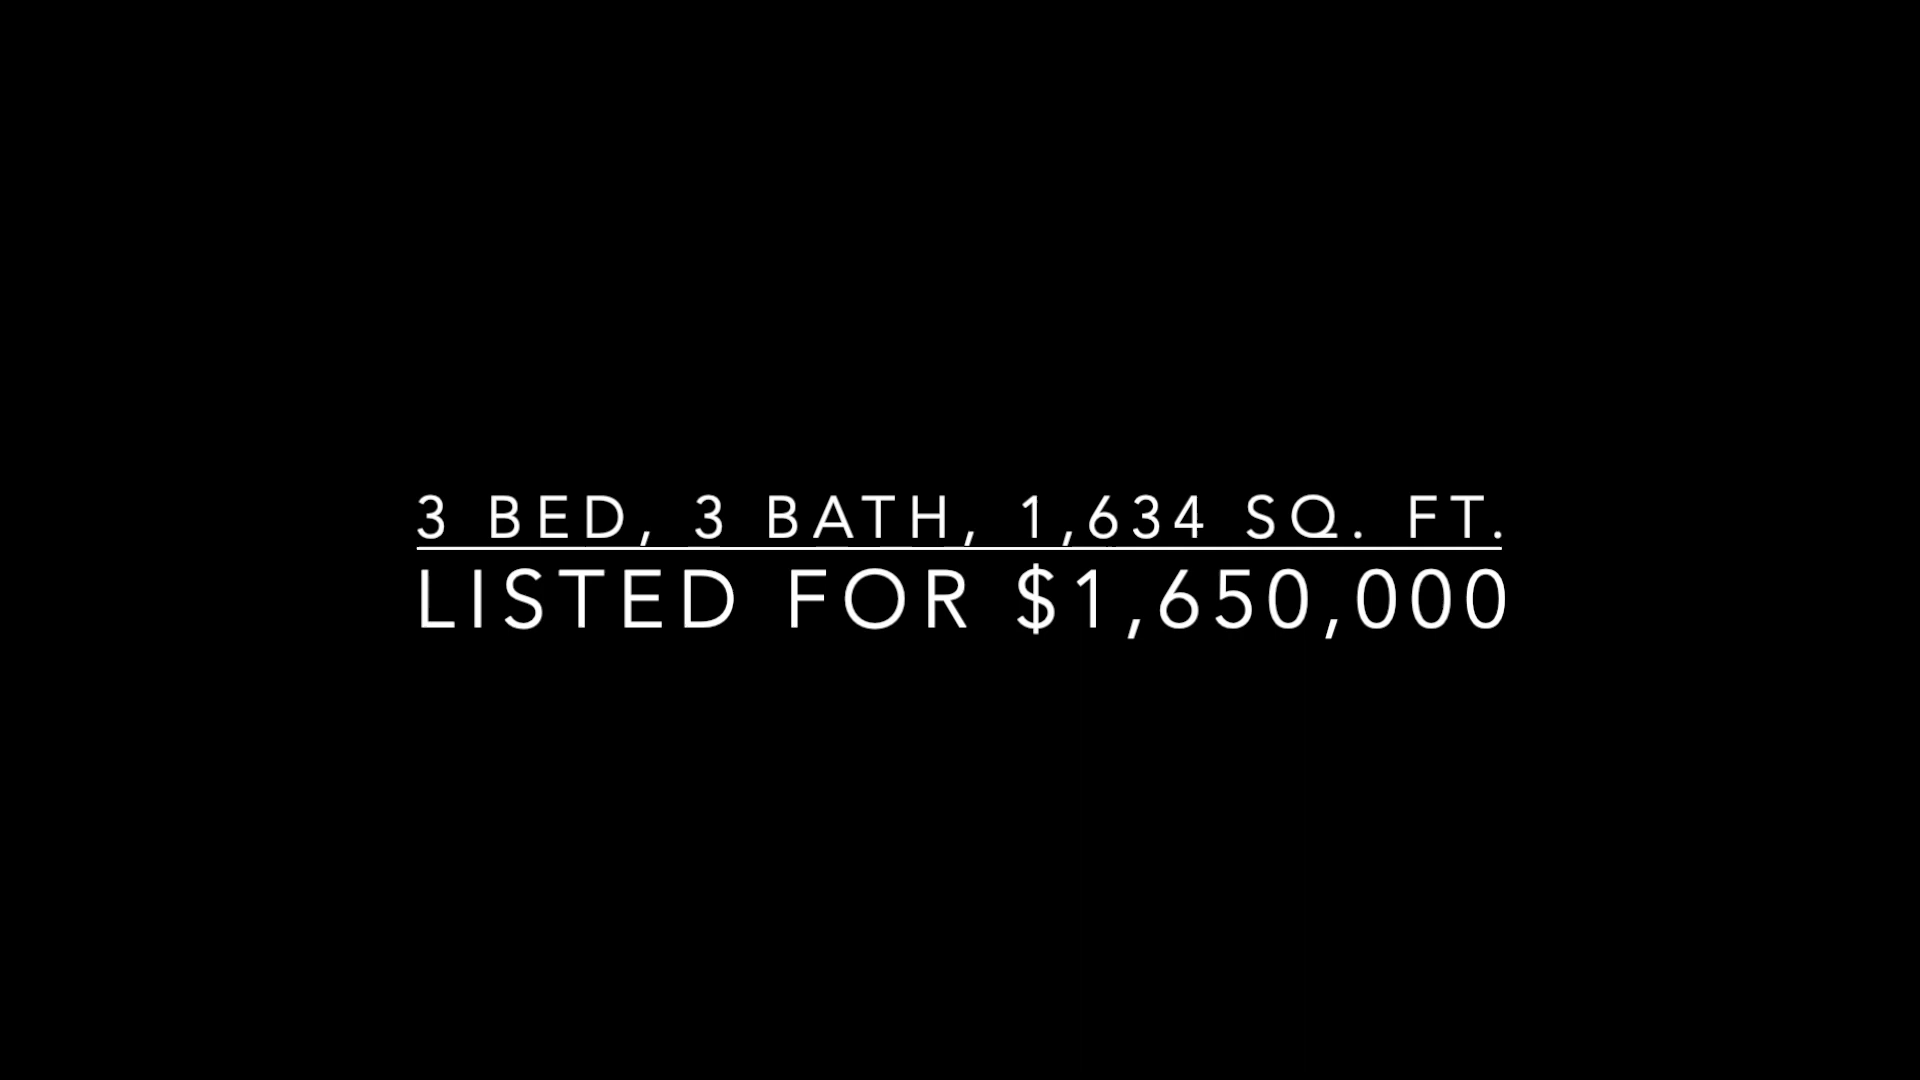 3 BED, 3 BATH, 1,634 SQ. FT.
LISTED FOR $1,650,000